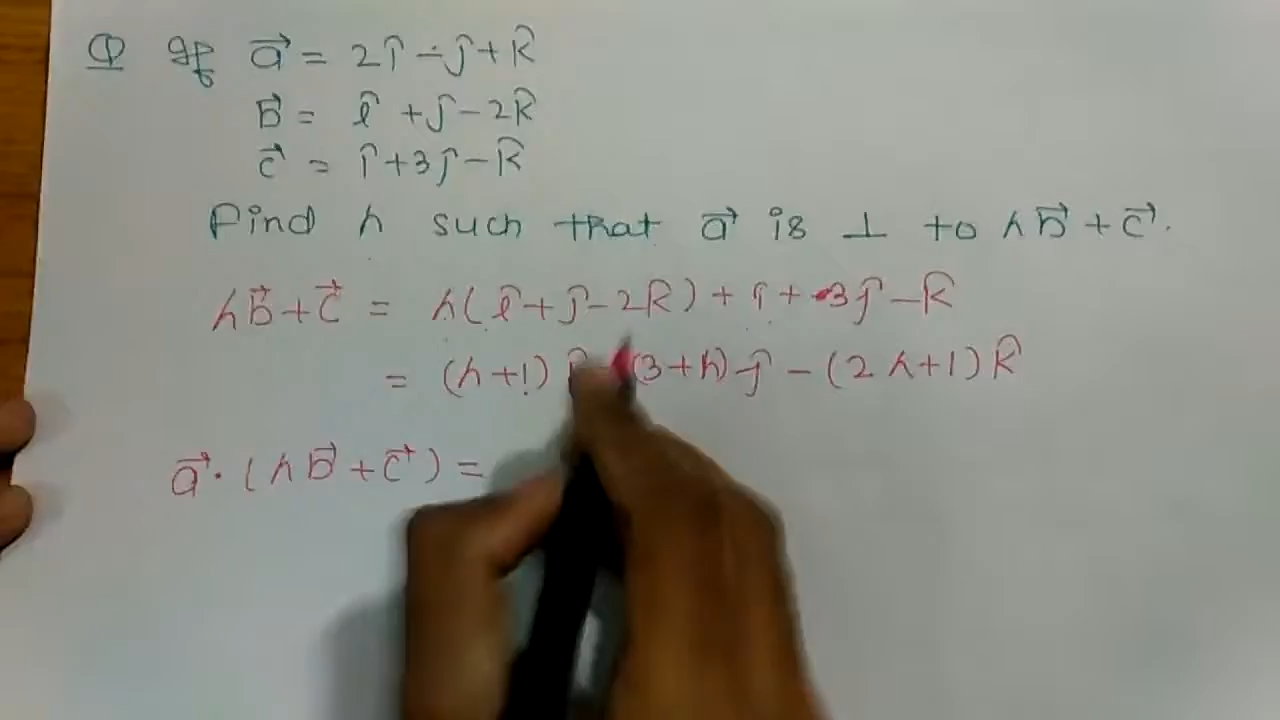 Q If a⃗ = 2î - ĵ + k̂
b⃗ = î + ĵ - 2k̂
c⃗ = î + 3ĵ - k̂
Find λ such that a⃗ is ⊥ to λb⃗ + c⃗.
λb⃗ + c⃗ = λ(î + ĵ - 2k̂) + î + 3ĵ - k̂
= (λ+1) (3+λ)ĵ - (2λ+1)k̂
a⃗ · (λb⃗ + c⃗) =